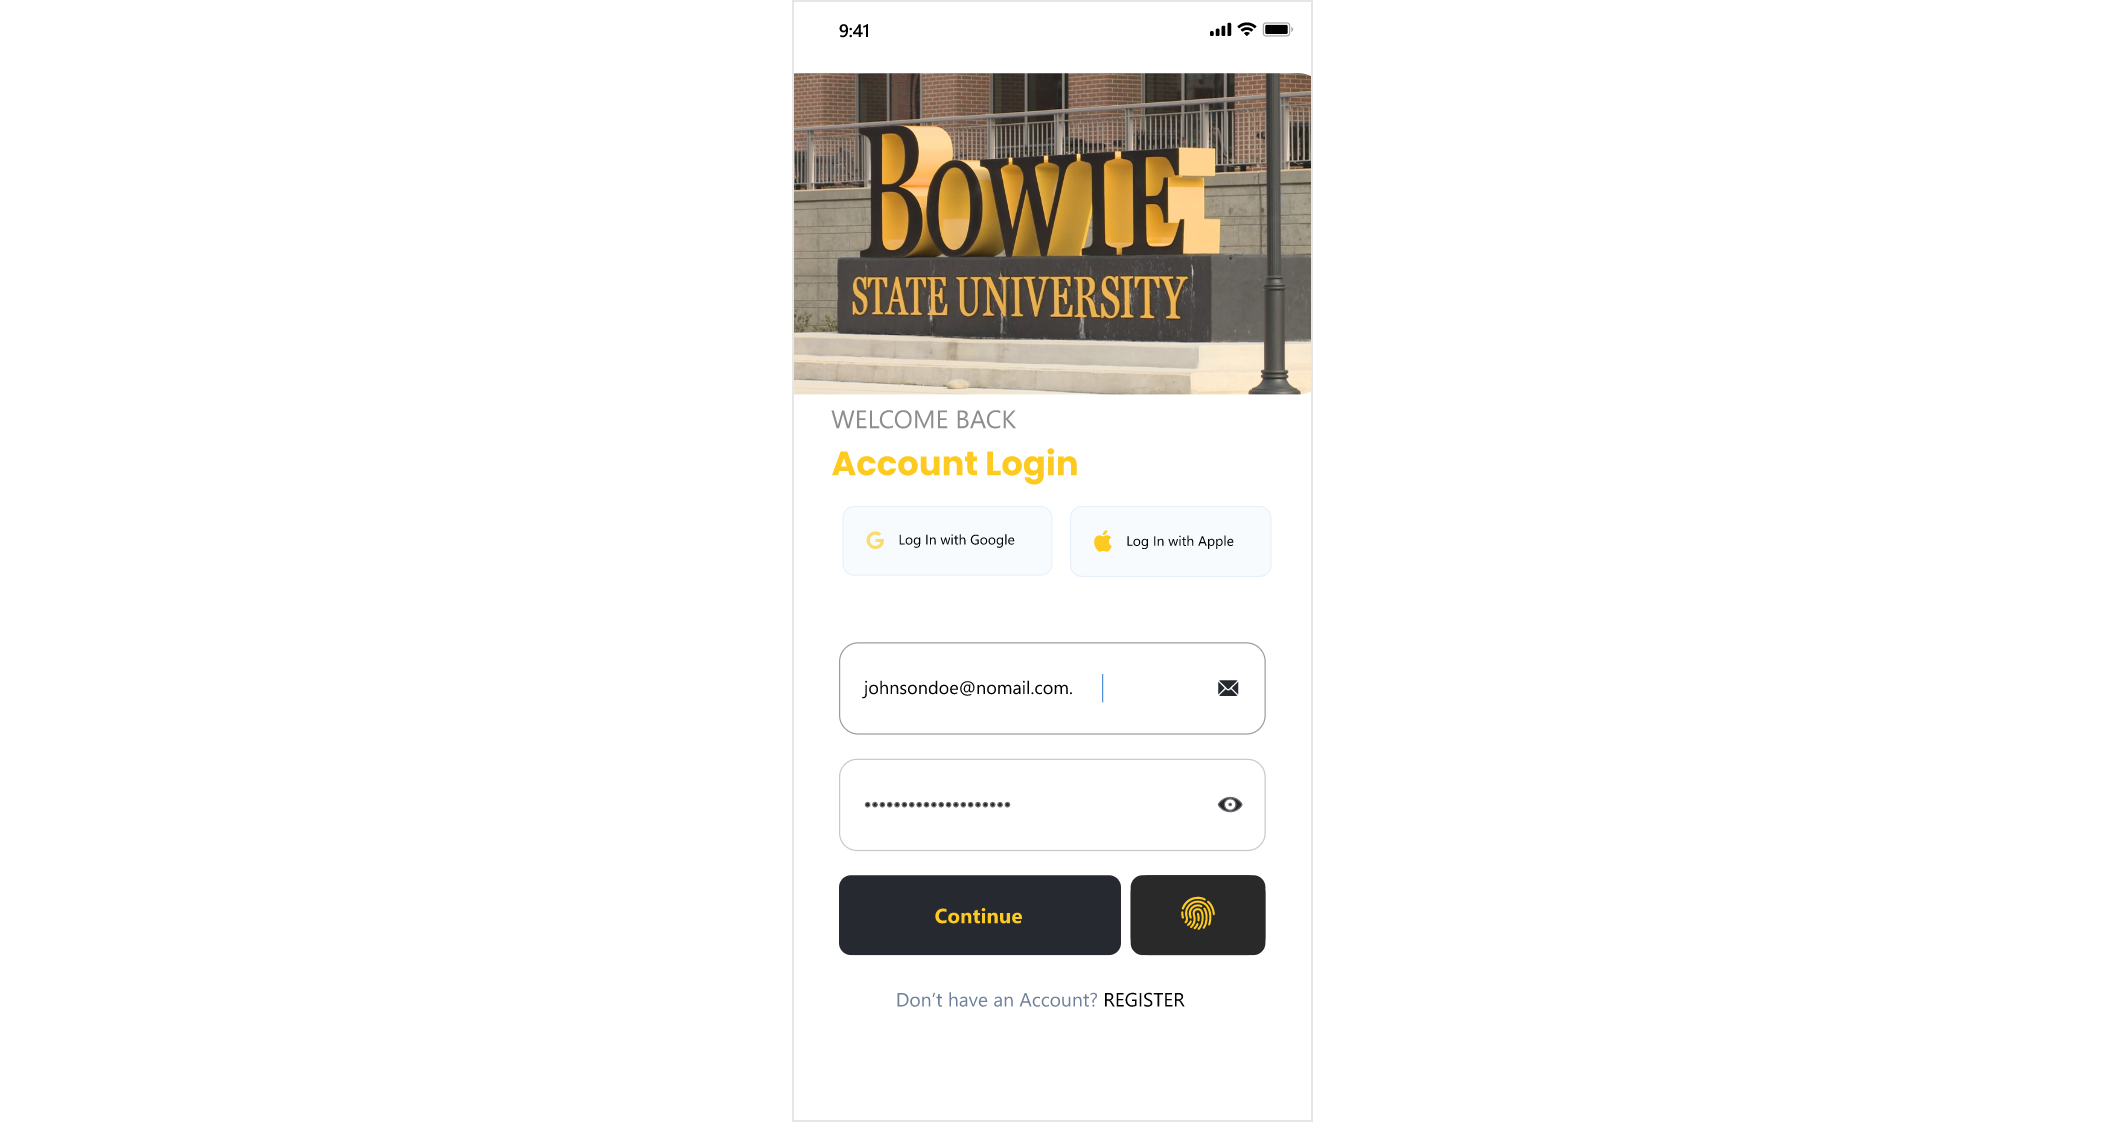 9:41
BOWIE
STATE UNIVERSITY
WELCOME BACK
Account Login
Log In with Google
Log In with Apple
johnsondoe@nomail.com.
••••••••••••••••••••
Continue
Don't have an Account? REGISTER